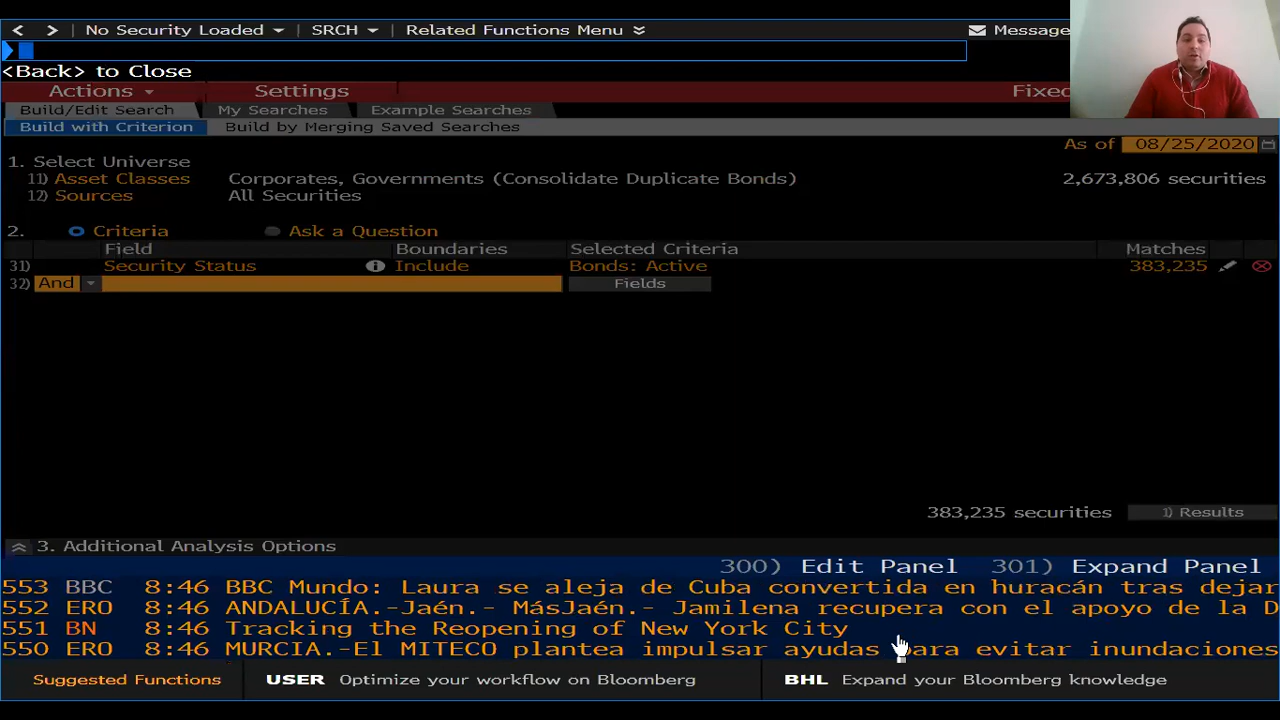 No Security Loaded SRCH Related Functions Menu Message
<Back> to Close
Actions Settings Fixed
Build/Edit Search My Searches Example Searches
Build with Criterion Build by Merging Saved Searches
As of 08/25/2020
1. Select Universe
11) Asset Classes Corporates, Governments (Consolidate Duplicate Bonds) 2,673,806 securities
12) Sources All Securities
2. Criteria Ask a Question
Field Boundaries Selected Criteria Matches
31) Security Status Include Bonds: Active 383,235
32) And Fields
383,235 securities 1) Results
3. Additional Analysis Options
300) Edit Panel 301) Expand Panel
553 BBC 8:46 BBC Mundo: Laura se aleja de Cuba convertida en huracán tras dejar
552 ERO 8:46 ANDALUCÍA.-Jaén.- MásJaén.- Jamilena recupera con el apoyo de la D
551 BN 8:46 Tracking the Reopening of New York City
550 ERO 8:46 MURCIA.-El MITECO plantea impulsar ayudas para evitar inundaciones
Suggested Functions USER Optimize your workflow on Bloomberg BHL Expand your Bloomberg knowledge